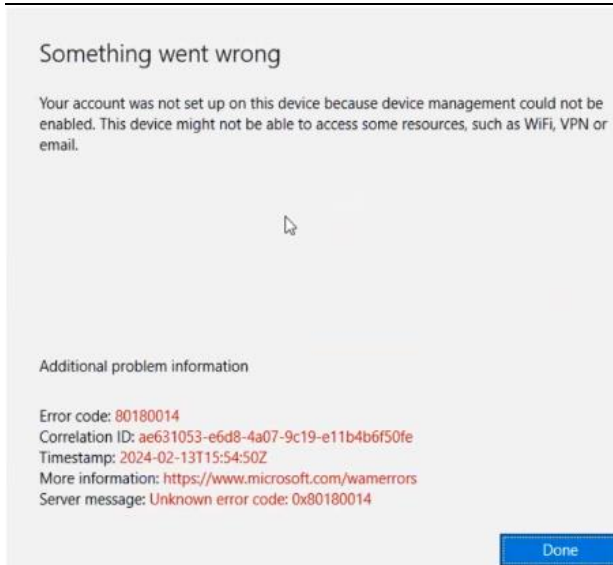 Something went wrong
Your account was not set up on this device because device management could not be
enabled. This device might not be able to access some resources, such as WiFi, VPN or
email.
Additional problem information
Error code: 80180014
Correlation ID: ae631053-e6d8-4a07-9c19-e11b4b6f50fe
Timestamp: 2024-02-13T15:54:50Z
More information: https://www.microsoft.com/wamerrors
Server message: Unknown error code: 0x80180014
Done